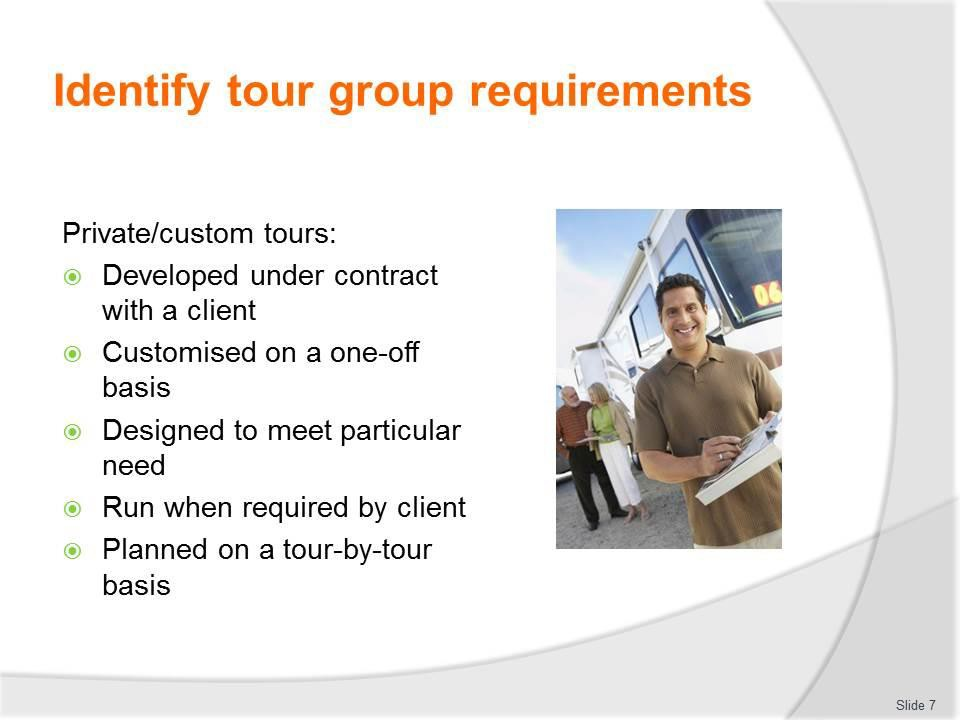 Identify tour group requirements
Private/custom tours:
Developed under contract
with a client
Customised on a one-off
basis
Designed to meet particular
need
Run when required by client
Planned on a tour-by-tour
basis
06
Slide 7